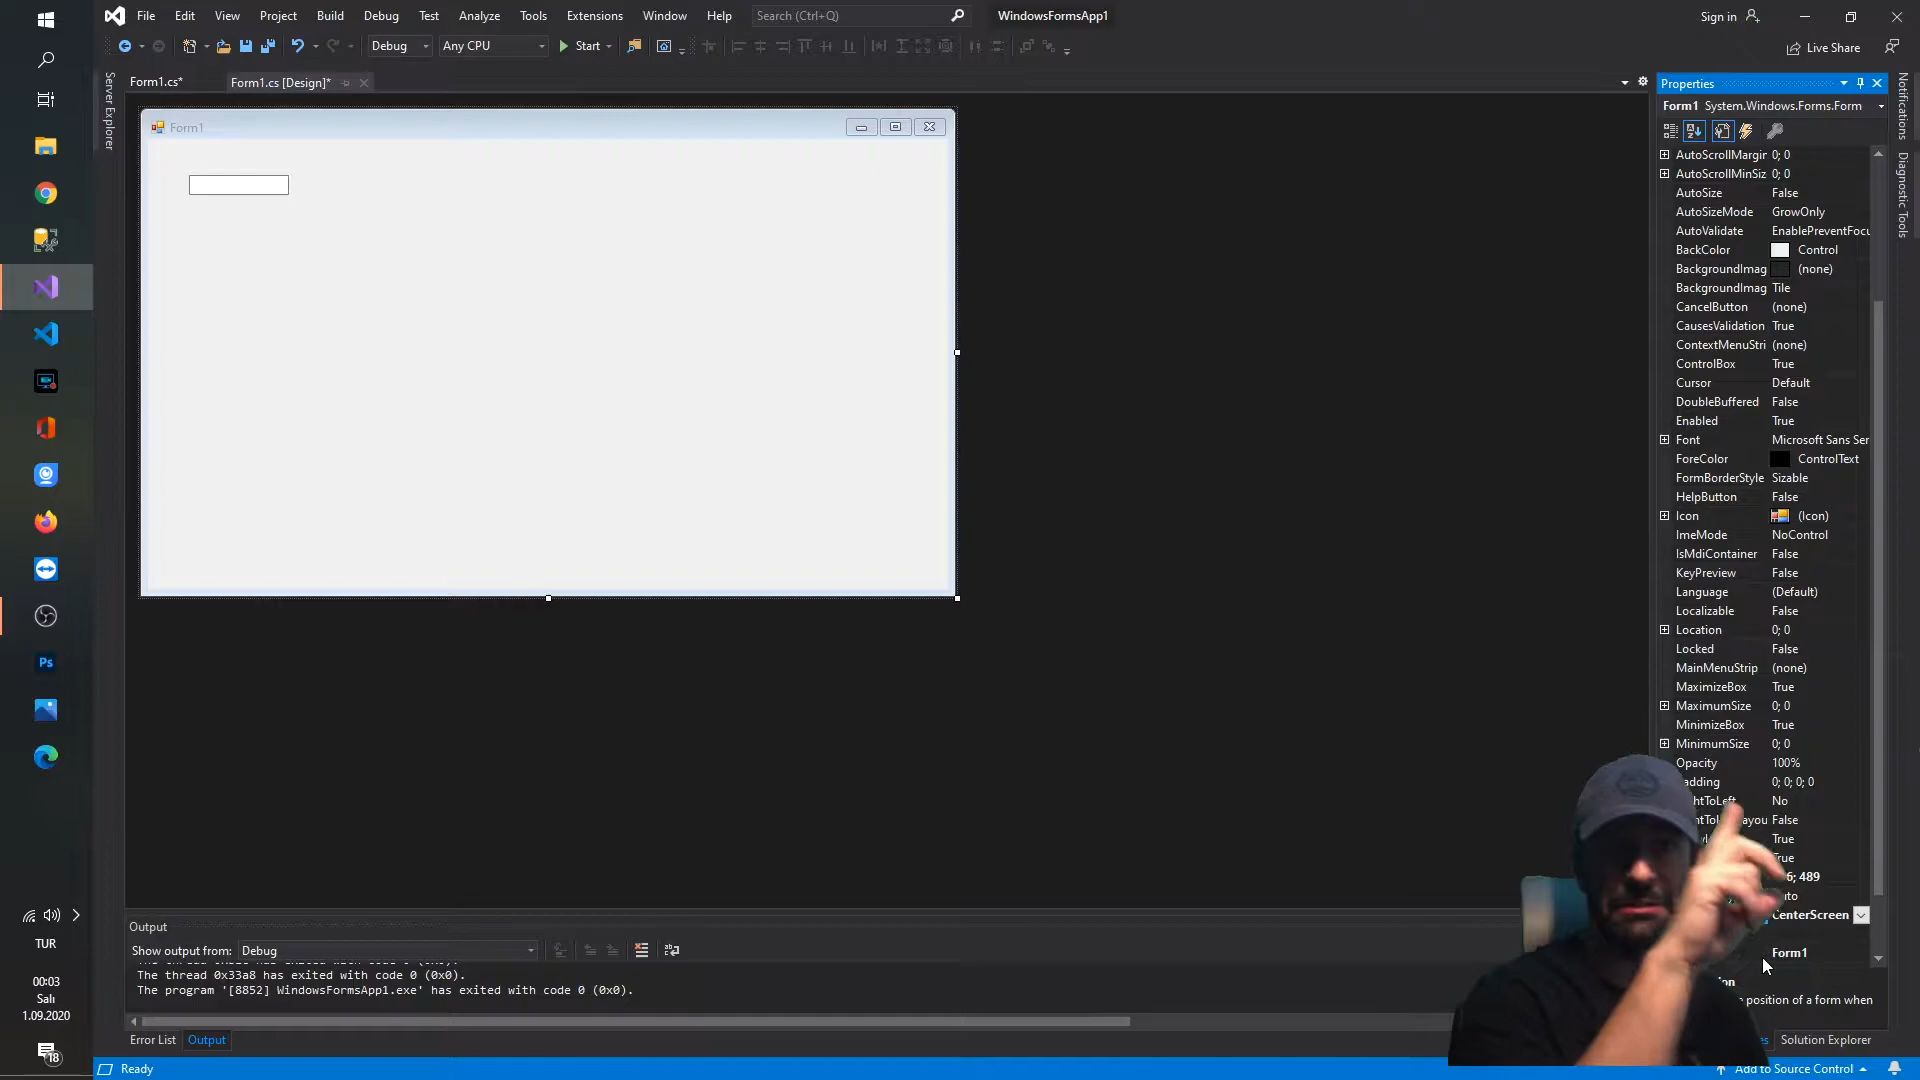 File Edit View Project Build Debug Test Analyze Tools Extensions Window Help Search (Ctrl+Q) WindowsFormsApp1 Sign in
Debug Any CPU Start Live Share
Server Explorer
Form1.cs* Form1.cs [Design]*
Form1
Properties
Form1 System.Windows.Forms.Form
AutoScrollMargin 0; 0
AutoScrollMinSiz 0; 0
AutoSize False
AutoSizeMode GrowOnly
AutoValidate EnablePreventFocu
BackColor Control
BackgroundImag (none)
BackgroundImag Tile
CancelButton (none)
CausesValidation True
ContextMenuStri (none)
ControlBox True
Cursor Default
DoubleBuffered False
Enabled True
Font Microsoft Sans Ser
ForeColor ControlText
FormBorderStyle Sizable
HelpButton False
Icon (Icon)
ImeMode NoControl
IsMdiContainer False
KeyPreview False
Language (Default)
Localizable False
Location 0; 0
Locked False
MainMenuStrip (none)
MaximizeBox True
MaximumSize 0; 0
MinimizeBox True
MinimumSize 0; 0
Opacity 100%
adding 0; 0; 0; 0
htToLeft No
False
True
True
6; 489
CenterScreen
Form1
position of a form when
Solution Explorer
Notifications
Diagnostic Tools
Output
Show output from: Debug
The thread 0x33a8 has exited with code 0 (0x0).
The program '[8852] WindowsFormsApp1.exe' has exited with code 0 (0x0).
Error List Output
Ready
Add to Source Control
Ps
TUR
00:03
Salı
1.09.2020
18